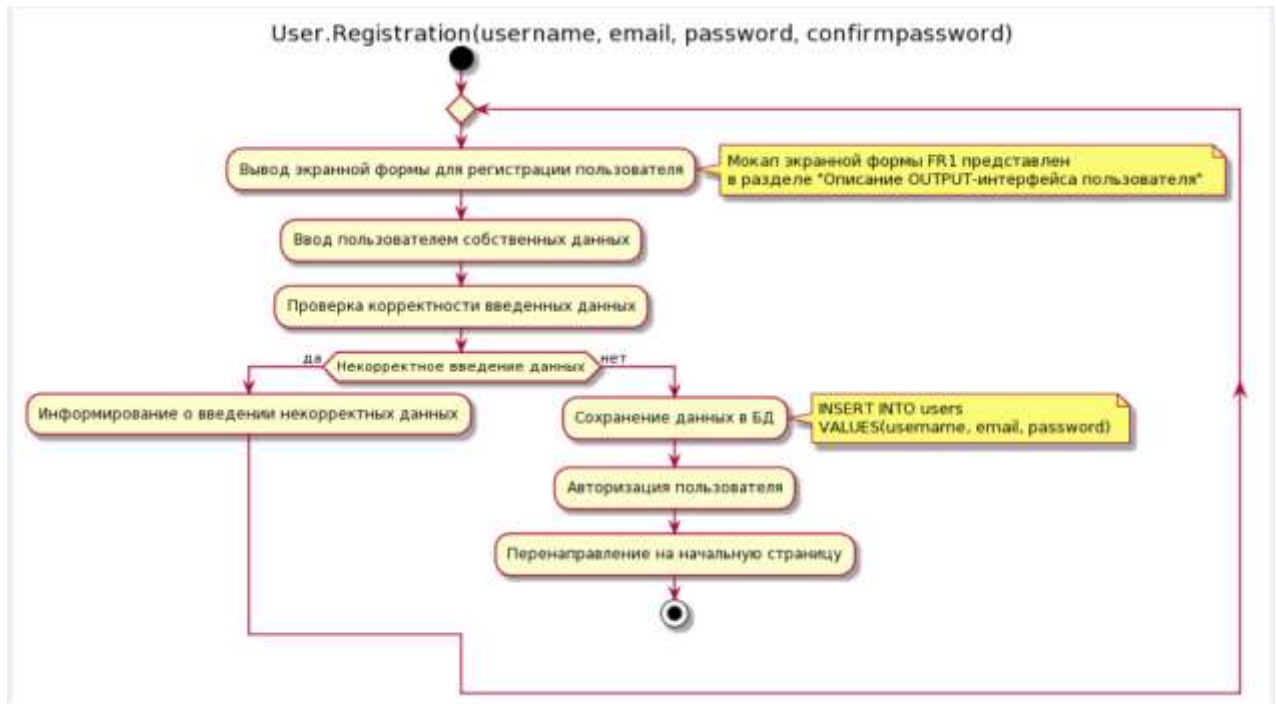 User.Registration(username, email, password, confirmpassword)
Вывод экранной формы для регистрации пользователя
Мокап экранной формы FR1 представлен
в разделе "Описание OUTPUT-интерфейса пользователя"
Ввод пользователем собственных данных
Проверка корректности введенных данных
да
Некорректное введение данных
нет
Информирование о введении некорректных данных
Сохранение данных в БД
INSERT INTO users
VALUES(username, email, password)
Авторизация пользователя
Перенаправление на начальную страницу